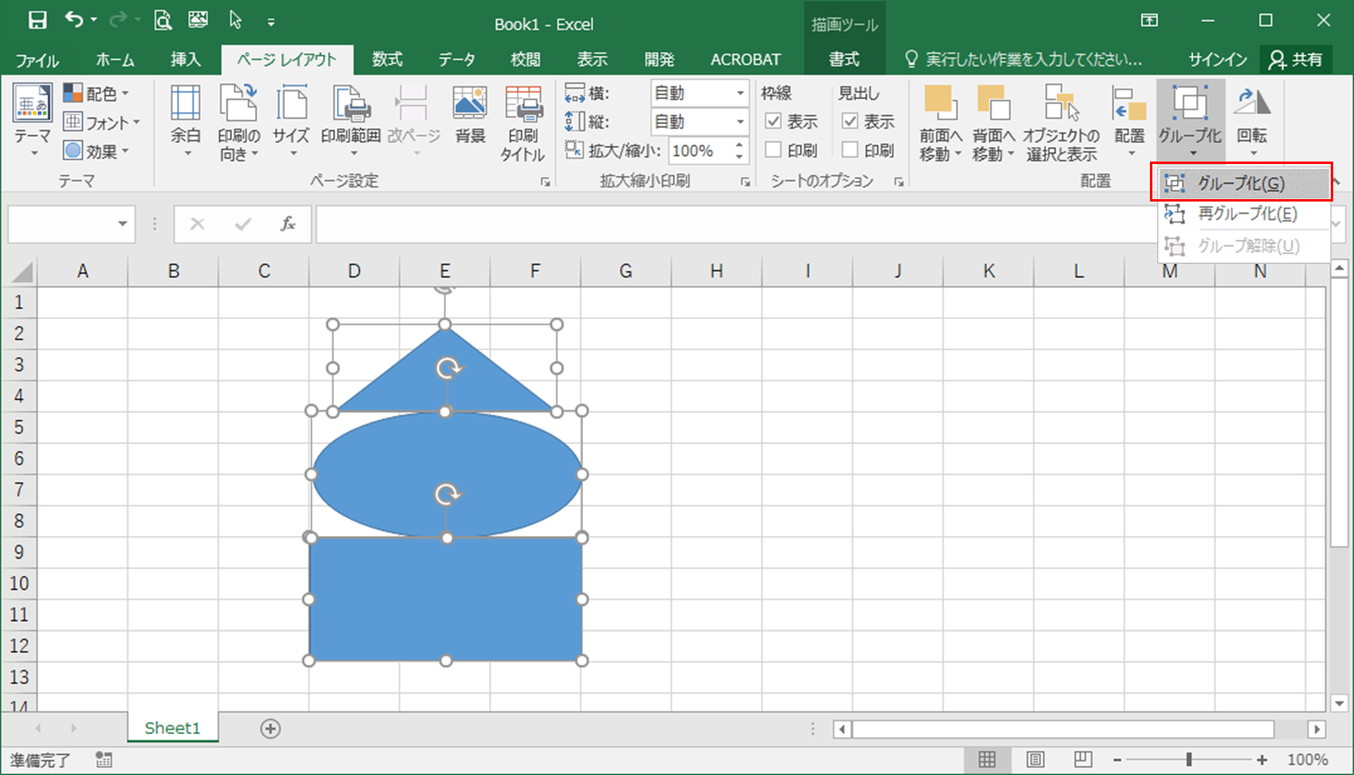 Book1 - Excel
描画ツール
ファイル ホーム 挿入 ページ レイアウト 数式 データ 校閲 表示 開発 ACROBAT 書式 実行したい作業を入力してください... サインイン 共有
配色 横: 自動 枠線 見出し
亜あ
フォント 縦: 自動 表示 表示
テーマ 効果 余白 印刷の サイズ 印刷範囲 改ページ 背景 印刷 拡大/縮小: 100% 印刷 印刷 前面へ 背面へ オブジェクトの 配置 グループ化 回転
向き タイトル 移動 移動 選択と表示
テーマ ページ設定 拡大縮小印刷 シートのオプション 配置
グループ化(G)
再グループ化(E)
グループ解除(U)
fx
A B C D E F G H I J K L M N
1
2
3
4
5
6
7
8
9
10
11
12
13
14
Sheet1
準備完了 100%